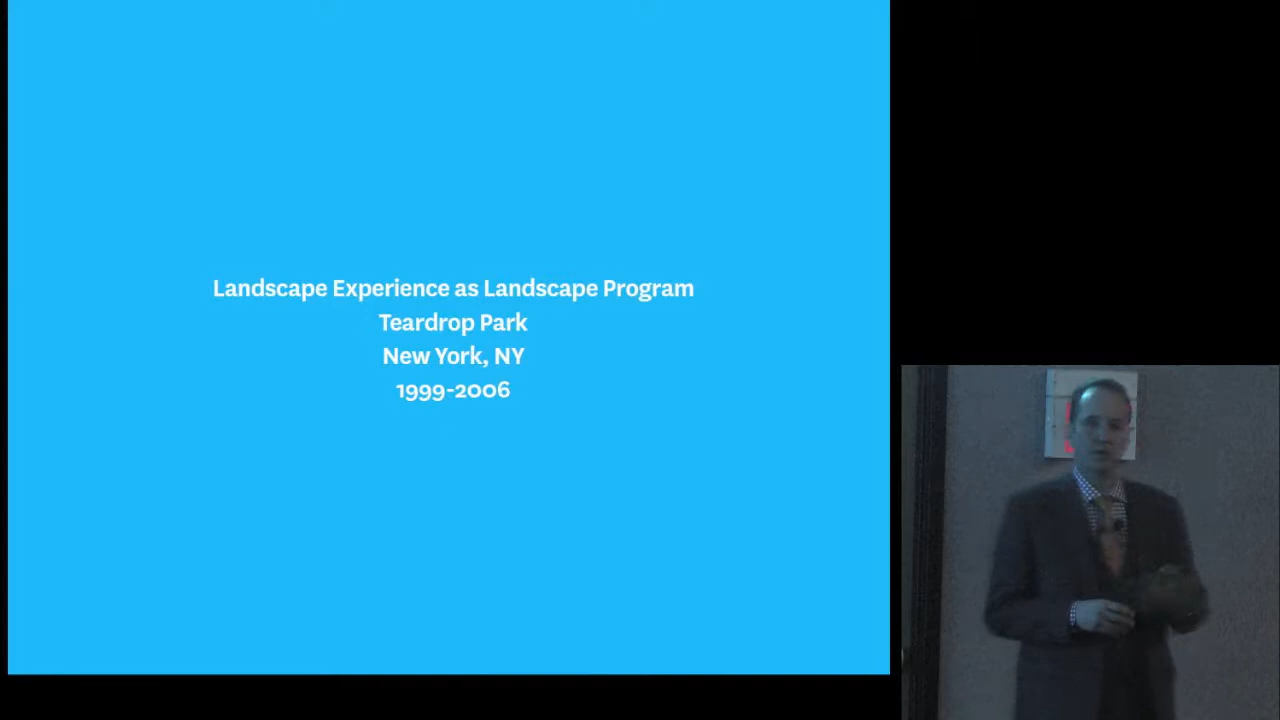 Landscape Experience as Landscape Program
Teardrop Park
New York, NY
1999-2006